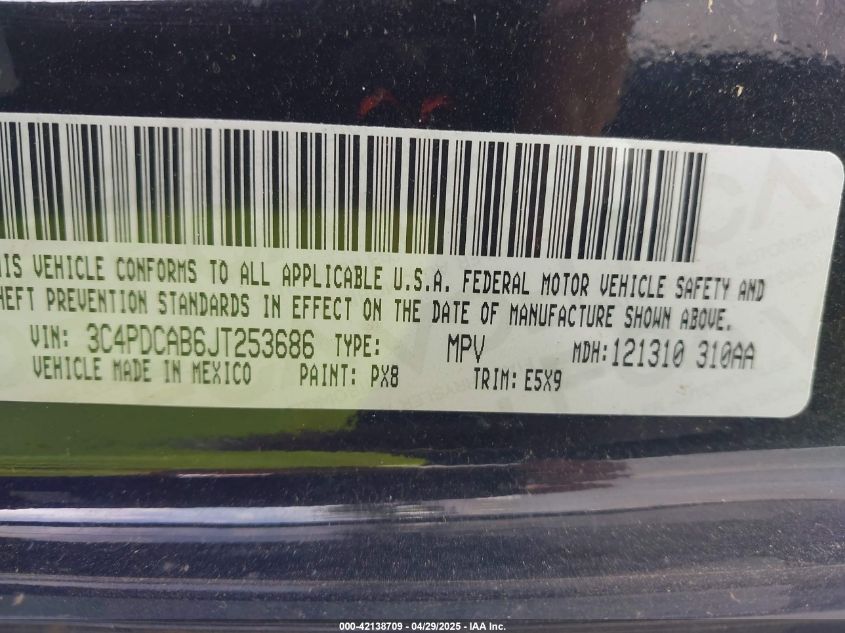 IS VEHICLE CONFORMS TO ALL APPLICABLE U.S.A. FEDERAL MOTOR VEHICLE SAFETY AND
HEFT PREVENTION STANDARDS IN EFFECT ON THE DATE OF MANUFACTURE SHOWN ABOVE.
VIN: 3C4PDCAB6JT253686 TYPE: MPV MDH: 121310 310AA
VEHICLE MADE IN MEXICO PAINT: PX8 TRIM: E5X9
000-42138709 - 04/29/2025 - IAA Inc.